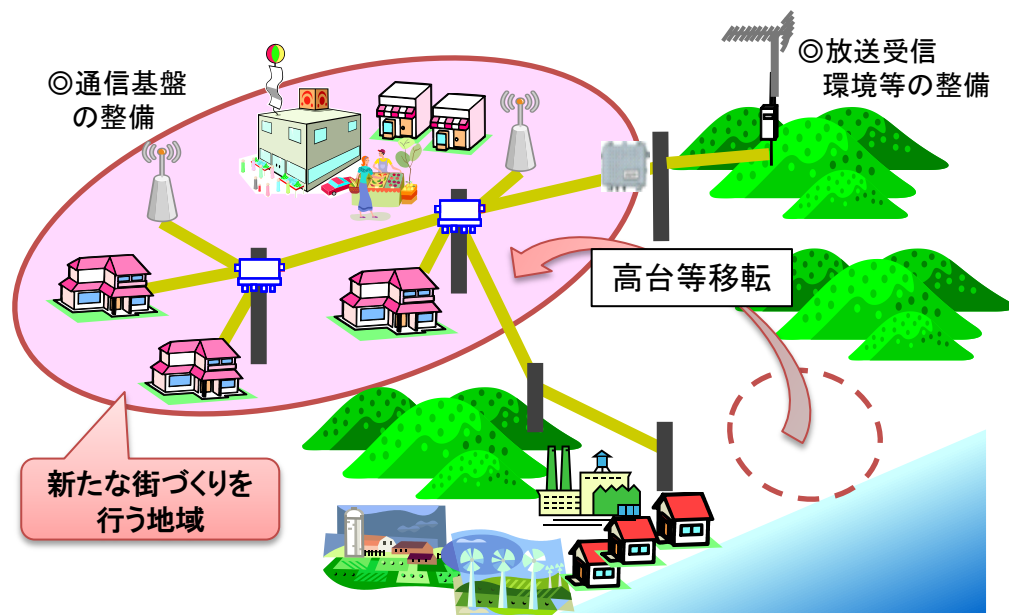 ◎通信基盤
の整備
◎放送受信
環境等の整備
高台等移転
新たな街づくりを
行う地域